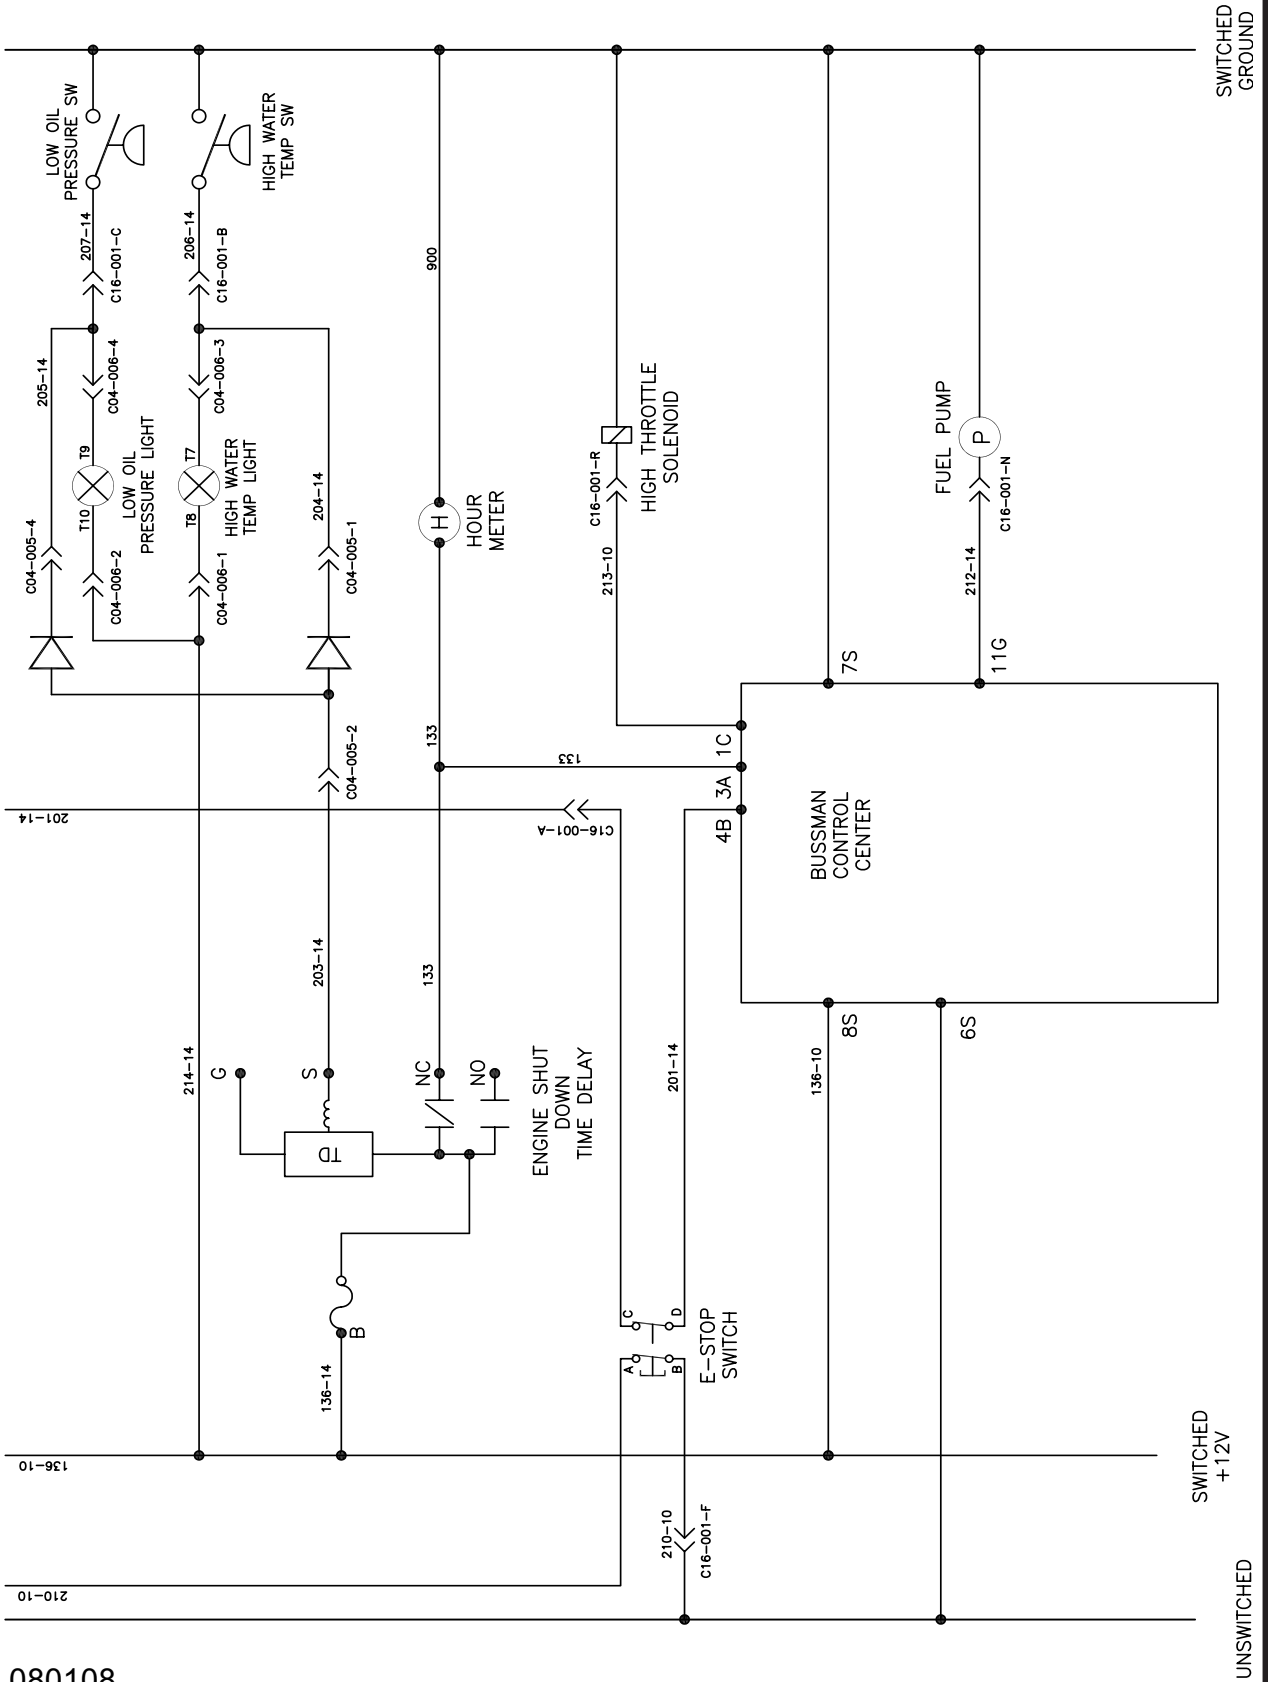 SWITCHED
GROUND
LOW OIL
PRESSURE SW
HIGH WATER
TEMP SW
207-14
C16-001-C
206-14
C16-001-B
900
205-14
C04-006-4
C04-006-3
T9
T10
LOW OIL
PRESSURE LIGHT
T7
T8
HIGH WATER
TEMP LIGHT
204-14
C04-005-4
C04-006-2
C04-006-1
C04-005-1
H
HOUR
METER
C16-001-R
HIGH THROTTLE
SOLENOID
213-10
FUEL PUMP
P
C16-001-N
212-14
7S
11G
133
133
1C
3A
4B
C04-005-2
201-14
C16-001-A
BUSSMAN
CONTROL
CENTER
203-14
133
214-14
G
S
NC
NO
TD
ENGINE SHUT
DOWN
TIME DELAY
201-14
136-10
8S
6S
B
136-14
C
D
A
B
E-STOP
SWITCH
136-10
SWITCHED
+12V
210-10
C16-001-F
210-10
UNSWITCHED
080108